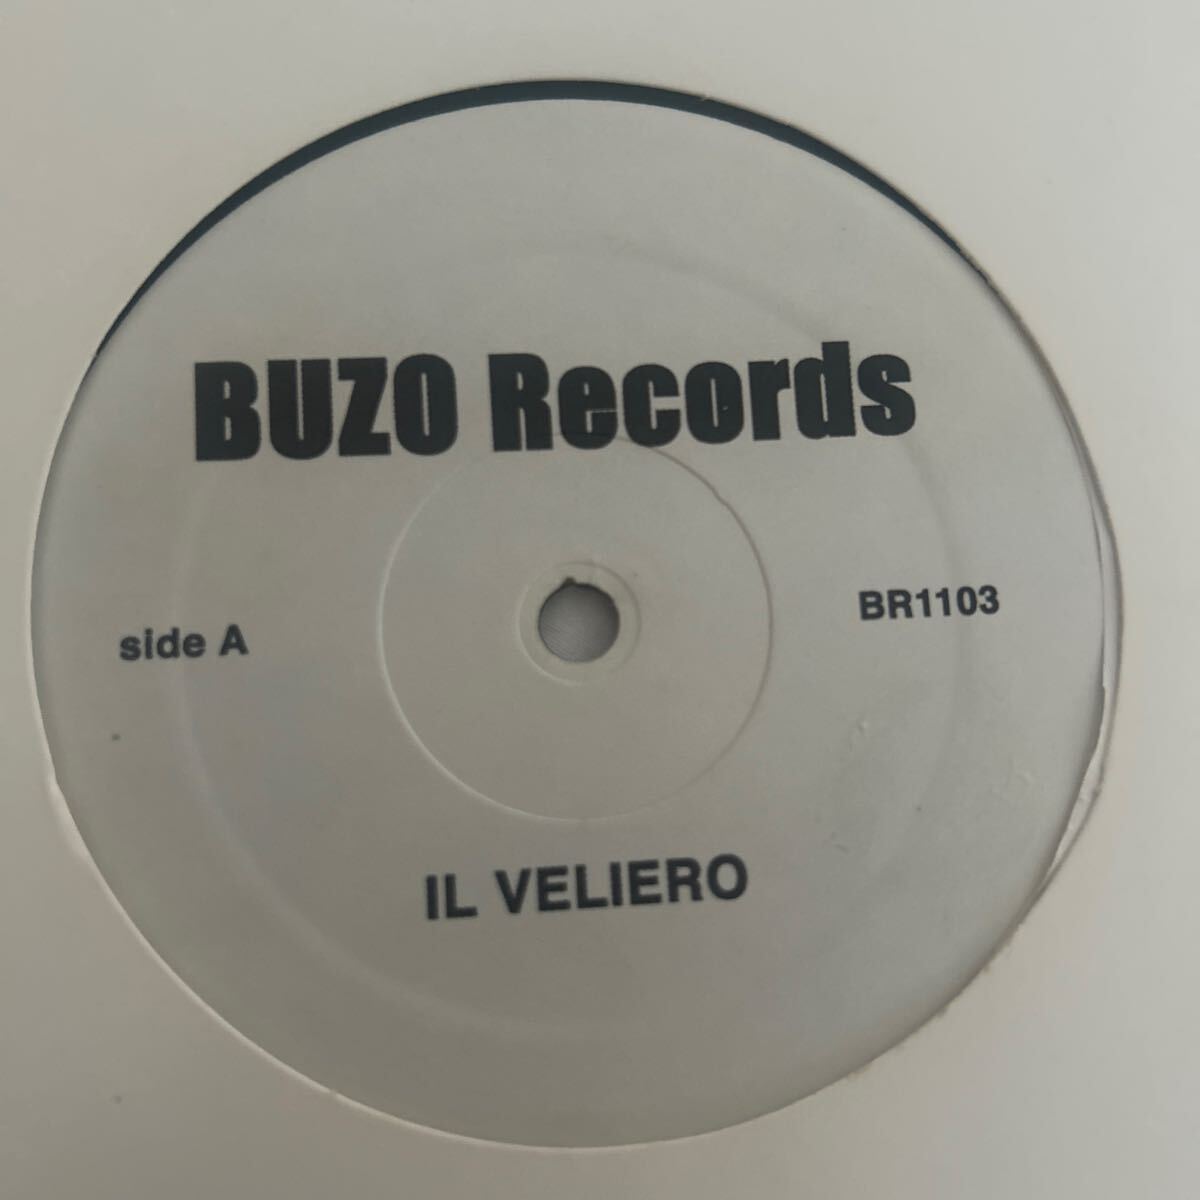 BUZO Records
side A
BR1103
IL VELIERO